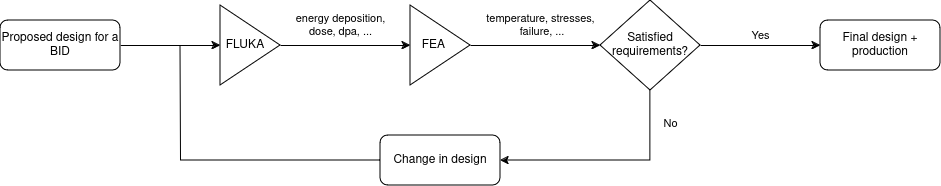 Proposed design for a
BID
FLUKA
energy deposition,
dose, dpa, ...
FEA
temperature, stresses,
failure, ...
Satisfied
requirements?
Yes
Final design +
production
No
Change in design